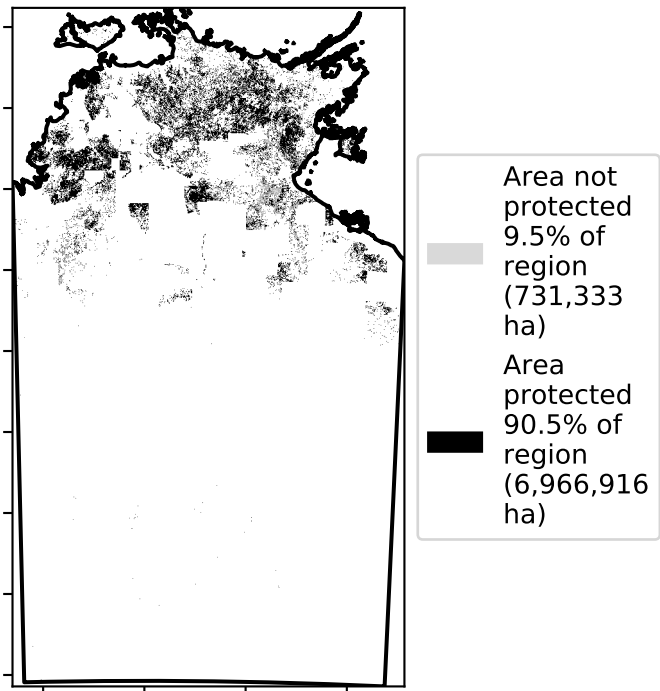 Area not
protected
9.5% of
region
(731,333
ha)
Area
protected
90.5% of
region
(6,966,916
ha)